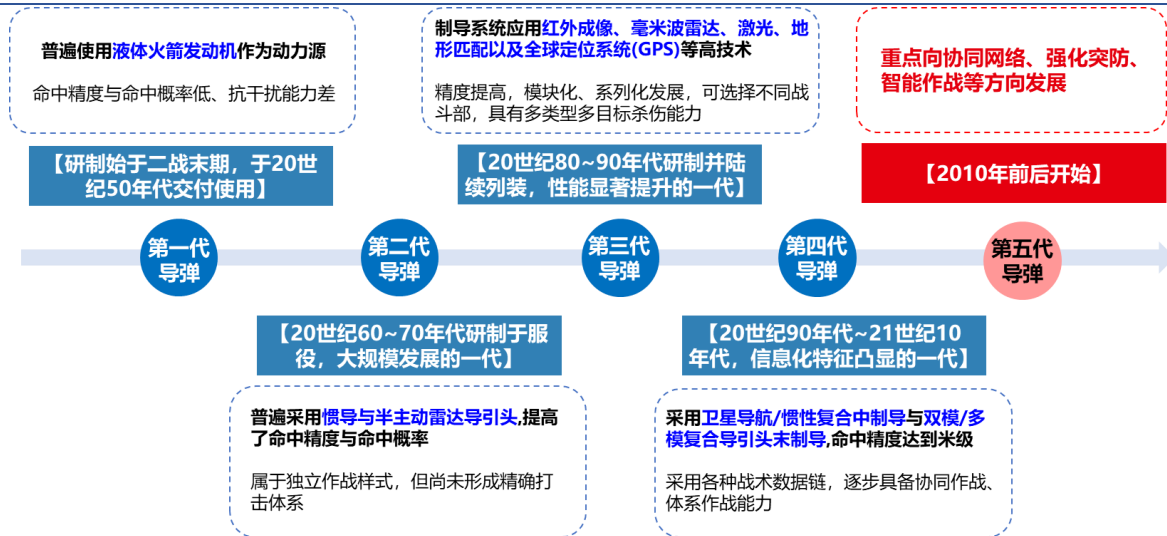 普遍使用液体火箭发动机作为动力源
命中精度与命中概率低、抗干扰能力差
【研制始于二战末期，于20世
纪50年代交付使用】
制导系统应用红外成像、毫米波雷达、激光、地
形匹配以及全球定位系统(GPS)等高技术
精度提高，模块化、系列化发展，可选择不同战
斗部，具有多类型多目标杀伤能力
【20世纪80~90年代研制并陆
续列装，性能显著提升的一代】
重点向协同网络、强化突防、
智能作战等方向发展
【2010年前后开始】
第一代
导弹
第二代
导弹
第三代
导弹
第四代
导弹
第五代
导弹
【20世纪60~70年代研制于服
役，大规模发展的一代】
普遍采用惯导与半主动雷达导引头,提高
了命中精度与命中概率
属于独立作战样式，但尚未形成精确打
击体系
【20世纪90年代~21世纪10
年代，信息化特征凸显的一代】
采用卫星导航/惯性复合中制导与双模/多
模复合导引头末制导,命中精度达到米级
采用各种战术数据链，逐步具备协同作战、
体系作战能力